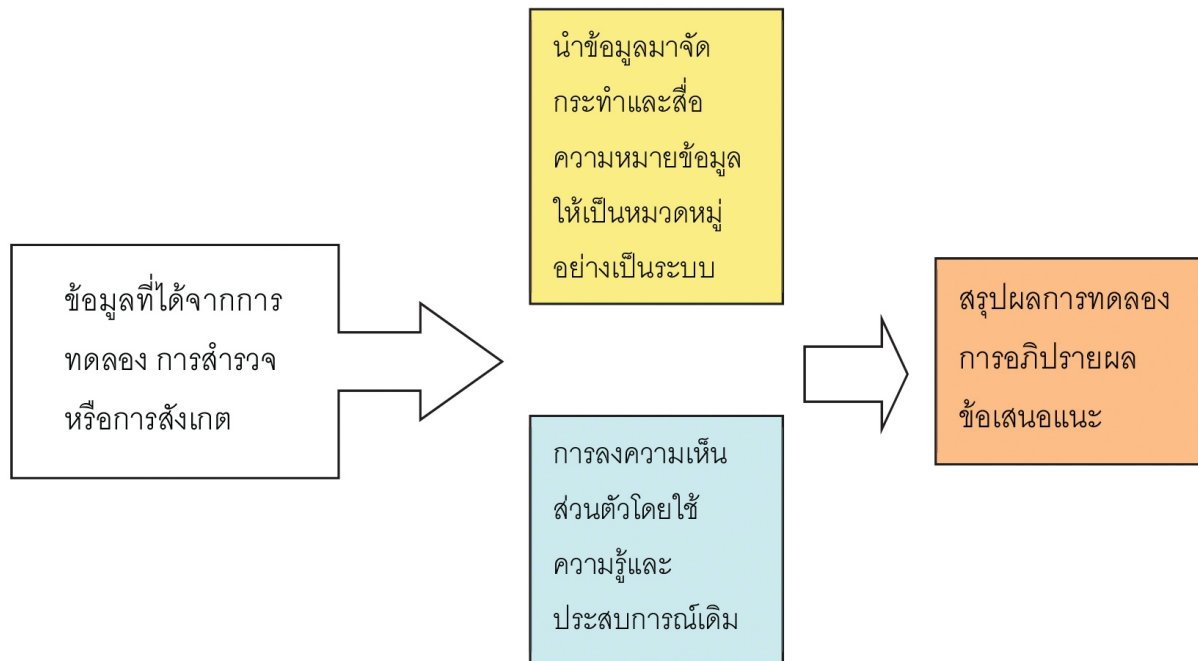 ข้อมูลที่ได้จากการ
ทดลอง การสำรวจ
หรือการสังเกต
นำข้อมูลมาจัด
กระทำและสื่อ
ความหมายข้อมูล
ให้เป็นหมวดหมู่
อย่างเป็นระบบ
การลงความเห็น
ส่วนตัวโดยใช้
ความรู้และ
ประสบการณ์เดิม
สรุปผลการทดลอง
การอภิปรายผล
ข้อเสนอแนะ